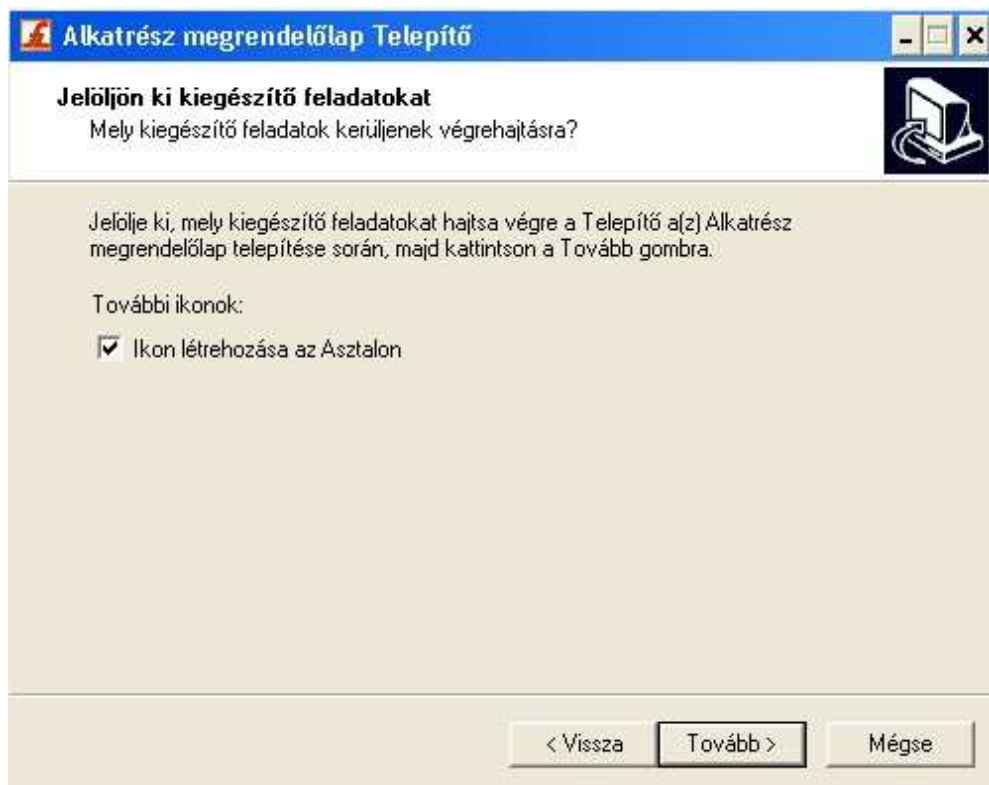 Alkatrész megrendelőlap Telepítő
Jelöljön ki kiegészítő feladatokat
Mely kiegészítő feladatok kerüljenek végrehajtásra?
Jelölje ki, mely kiegészítő feladatokat hajtsa végre a Telepítő a(z) Alkatrész
megrendelőlap telepítése során, majd kattintson a Tovább gombra.
További ikonok:
Ikon létrehozása az Asztalon
< Vissza
Tovább >
Mégse